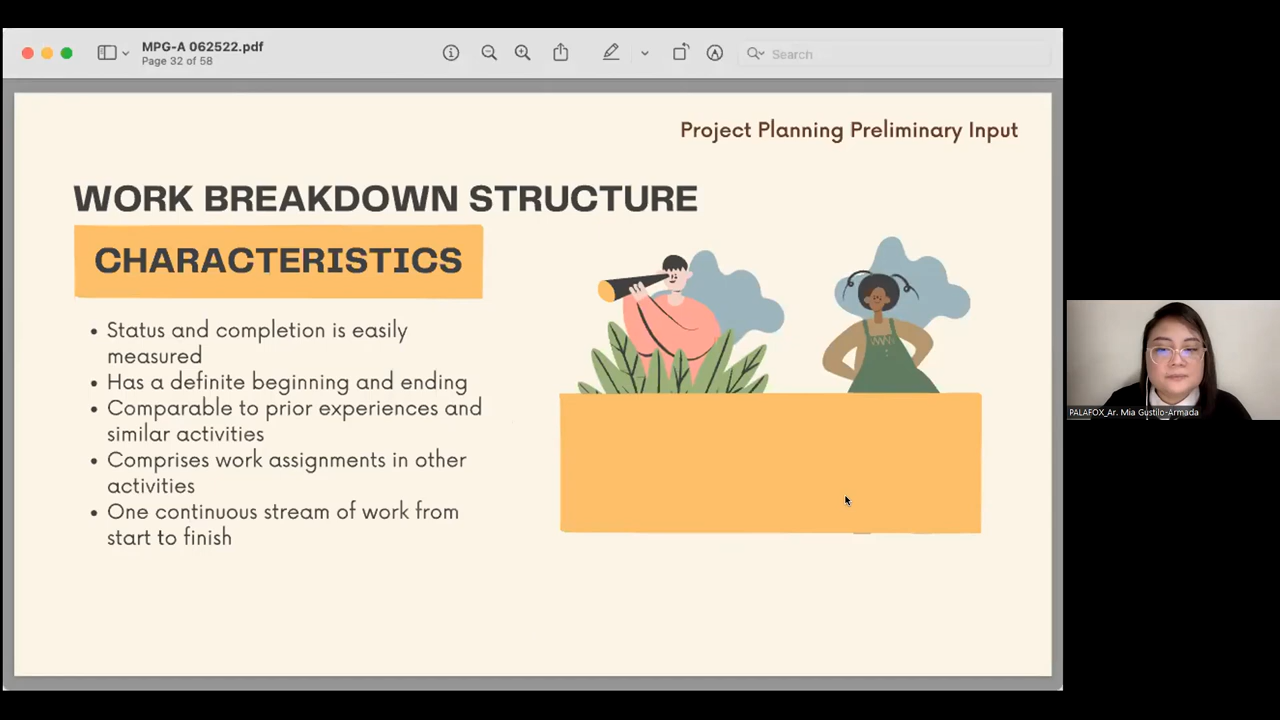 MPG-A 062522.pdf
Page 32 of 58
Search
Project Planning Preliminary Input
WORK BREAKDOWN STRUCTURE
CHARACTERISTICS
• Status and completion is easily
measured
• Has a definite beginning and ending
• Comparable to prior experiences and
similar activities
• Comprises work assignments in other
activities
• One continuous stream of work from
start to finish
PALAFOX_Ar. Mia Gustilo-Armada